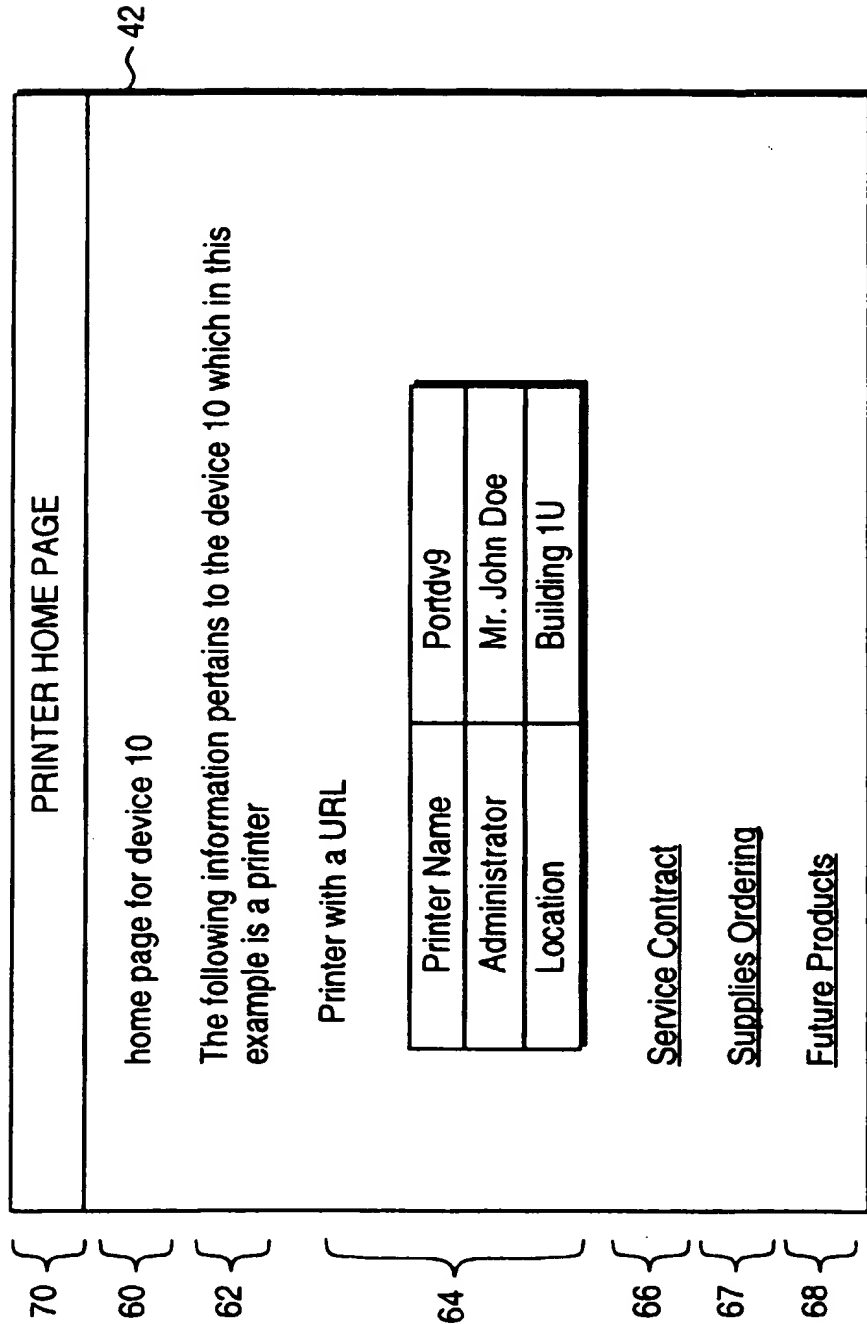 PRINTER HOME PAGE
42
70
60
home page for device 10
62
The following information pertains to the device 10 which in this
example is a printer
64
Printer with a URL
Printer Name Portdv9
Administrator Mr. John Doe
Location Building 1U
66
Service Contract
67
Supplies Ordering
68
Future Products